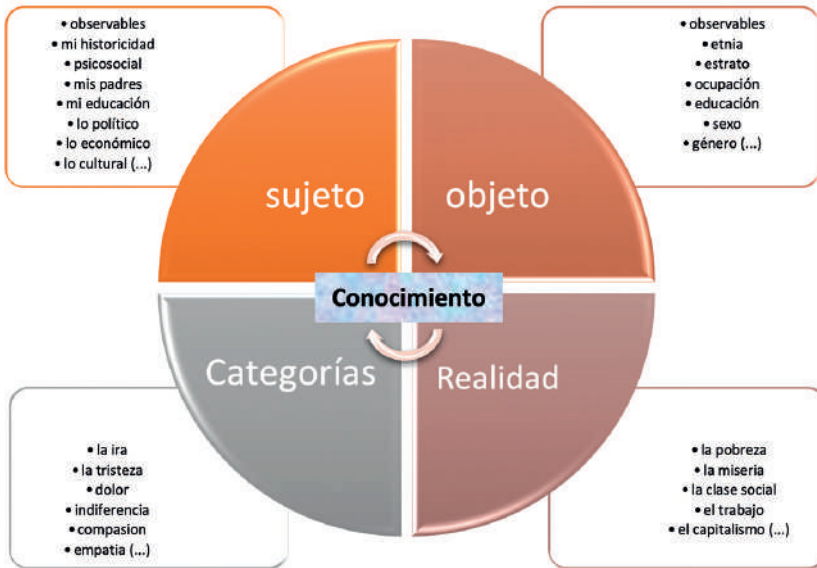 • observables
• mi historicidad
• psicosocial
• mis padres
• mi educación
• lo político
• lo económico
• lo cultural (...)
• observables
• etnia
• estrato
• ocupación
• educación
• sexo
• género (...)
sujeto
objeto
Conocimiento
Categorías
Realidad
• la ira
• la tristeza
• dolor
• indiferencia
• compasion
• empatia (...)
• la pobreza
• la miseria
• la clase social
• el trabajo
• el capitalismo (...)